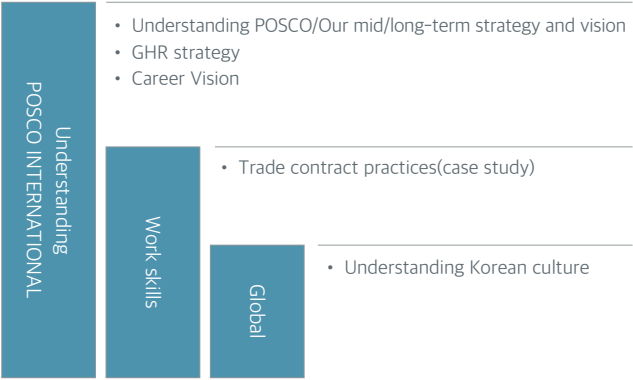 Understanding
POSCO INTERNATIONAL
• Understanding POSCO/Our mid/long-term strategy and vision
• GHR strategy
• Career Vision
Work skills
• Trade contract practices(case study)
Global
• Understanding Korean culture